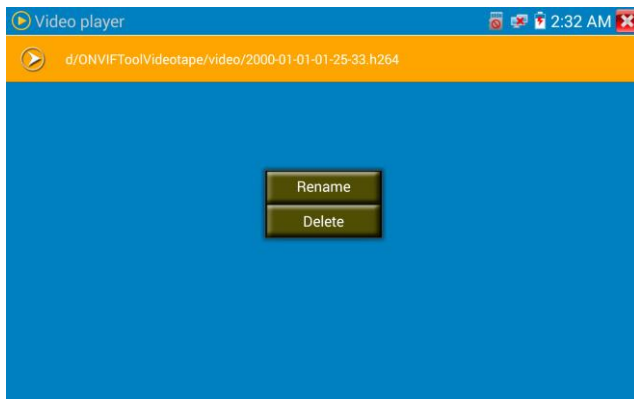 Video player
2:32 AM
d/ONVIFToolVideotape/video/2000-01-01-01-25-33.h264
Rename
Delete